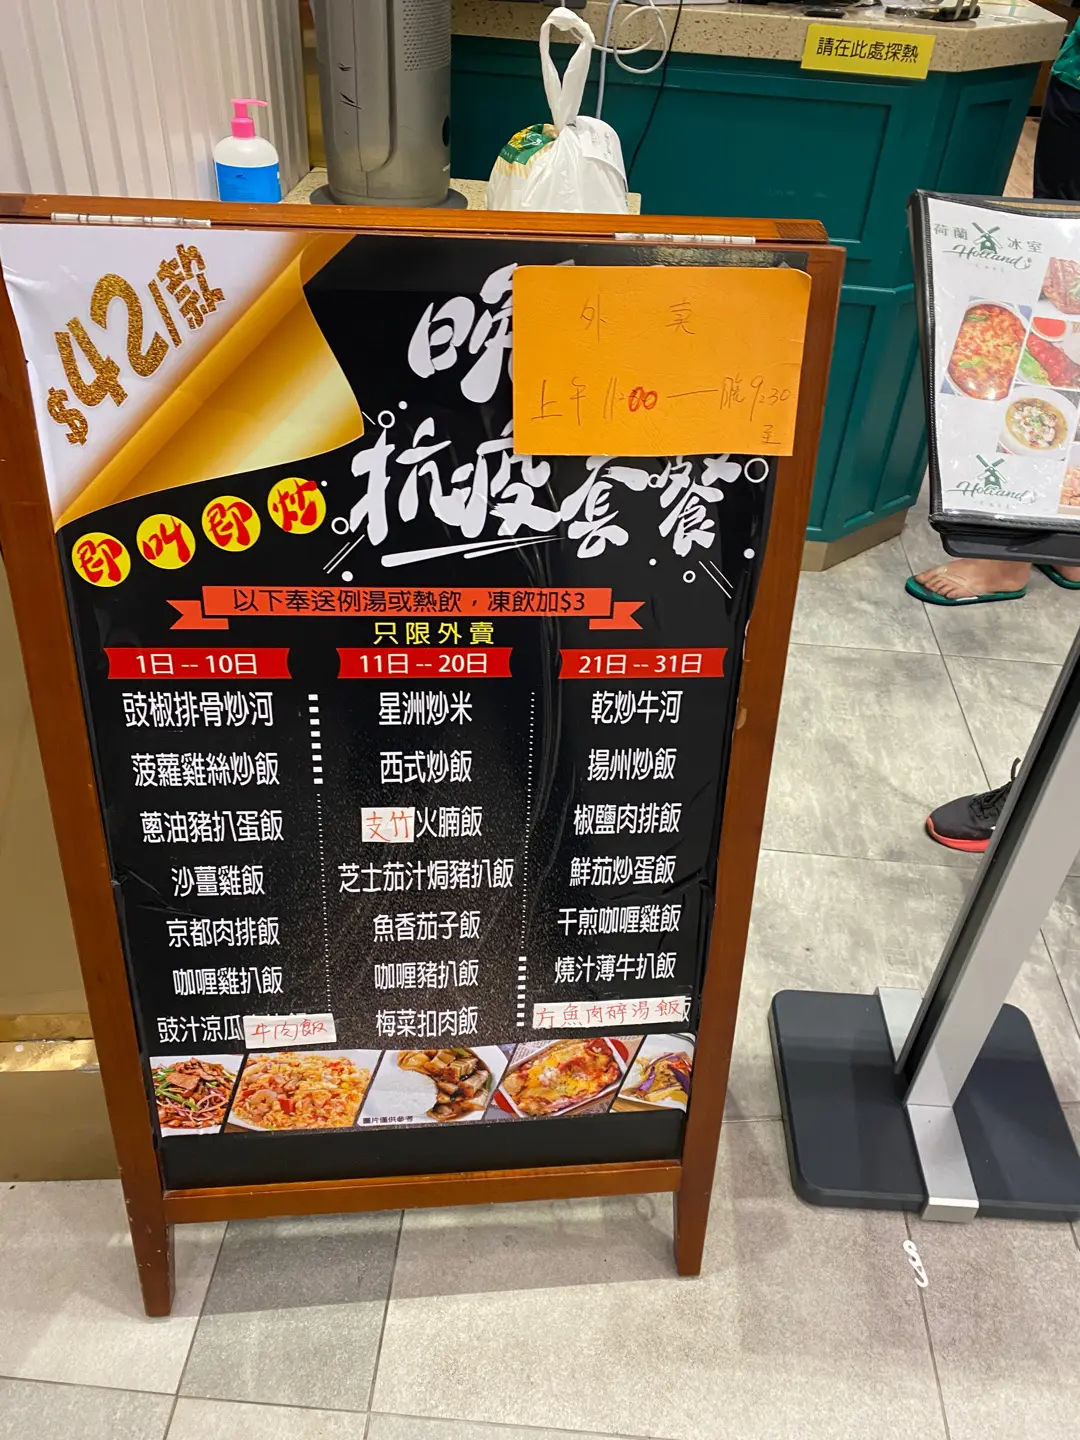 請在此處探熱
$42/款
晚
外 賣
上午 11:00 — 晚9:30
至
抗疫套餐
即叫即炒
以下奉送例湯或熱飲，凍飲加$3
只限外賣
1日 -- 10日
豉椒排骨炒河
菠蘿雞絲炒飯
蔥油豬扒蛋飯
沙薑雞飯
京都肉排飯
咖喱雞扒飯
豉汁涼瓜牛肉飯
11日 -- 20日
星洲炒米
西式炒飯
支竹火腩飯
芝士茄汁焗豬扒飯
魚香茄子飯
咖喱豬扒飯
梅菜扣肉飯
21日 -- 31日
乾炒牛河
揚州炒飯
椒鹽肉排飯
鮮茄炒蛋飯
干煎咖喱雞飯
燒汁薄牛扒飯
方魚肉碎湯飯
圖片僅供參考
荷蘭冰室
Holland
Holland